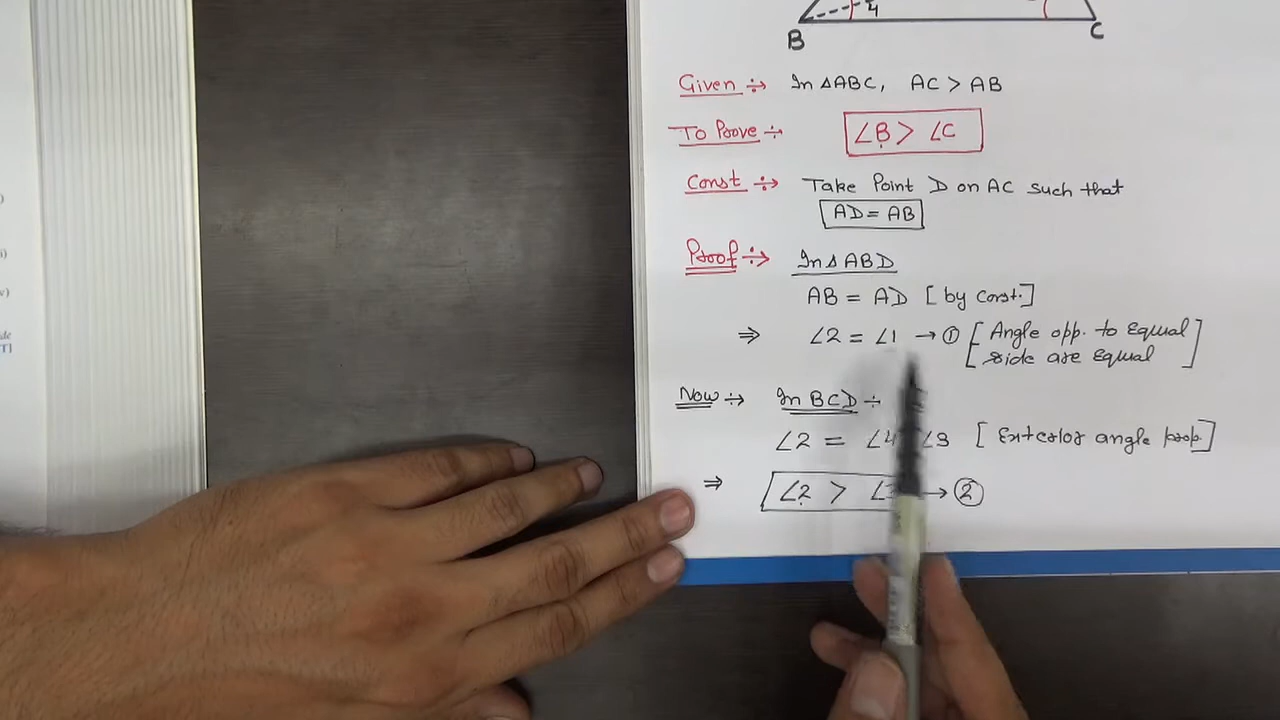 4
B
C
Given ÷> In △ABC, AC > AB
To Prove ÷ ∠B > ∠C
Const ÷> Take Point D on AC such that
AD = AB
Proof ÷> In △ABD
AB = AD [by Const.]
⇒ ∠2 = ∠1 → ① [Angle opp. to Equal
side are Equal]
Now ÷> In BCD ÷
∠2 = ∠4 ∠3 [Exterior angle prop.]
⇒ ∠2 > ∠ → ②